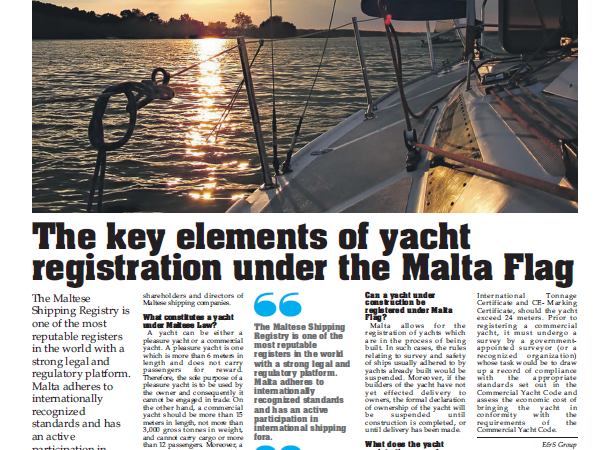 The key elements of yacht
registration under the Malta Flag
The Maltese
Shipping Registry is
one of the most
reputable registers
in the world with a
strong legal and
regulatory platform.
Malta adheres to
internationally
recognized
standards and has
an active
participation in
shareholders and directors of
Maltese shipping companies.
What constitutes a yacht
under Maltese Law?
A yacht can be either a
pleasure yacht or a commercial
yacht. A pleasure yacht is one
which is more than 6 meters in
length and does not carry
passengers for reward.
Therefore, the sole purpose of a
pleasure yacht is to be used by
the owner and consequently it
cannot be engaged in trade. On
the other hand, a commercial
yacht should be more than 15
meters in length, not more than
3,000 gross tonnes in weight,
and cannot carry cargo or more
than 12 passengers. Moreover, a
The Maltese Shipping
Registry is one of the
most reputable
registers in the world
with a strong legal and
regulatory platform.
Malta adheres to
internationally
recognized standards
and has an active
participation in
international shipping
fora.
Can a yacht under
construction be
registered under Malta
Flag?
Malta allows for the
registration of yachts which
are in the process of being
built. In such cases, the rules
relating to survey and safety
of ships usually adhered to by
yachts already built would be
suspended. Moreover, if the
builders of the yacht have not
yet effected delivery to
owners, the formal declaration
of ownership of the yacht will
be suspended until
construction is completed, or
until delivery has been made.
What does the yacht
International Tonnage
Certificate and CE- Marking
Certificate, should the yacht
exceed 24 meters. Prior to
registering a commercial
yacht, it must undergo a
survey by a government-
appointed surveyor (or a
recognized organization)
whose task would be to draw
up a record of compliance
with the appropriate
standards set out in the
Commercial Yacht Code and
assess the economic cost of
bringing the yacht in
conformity with the
requirements of the
Commercial Yacht Code.
E&S Group